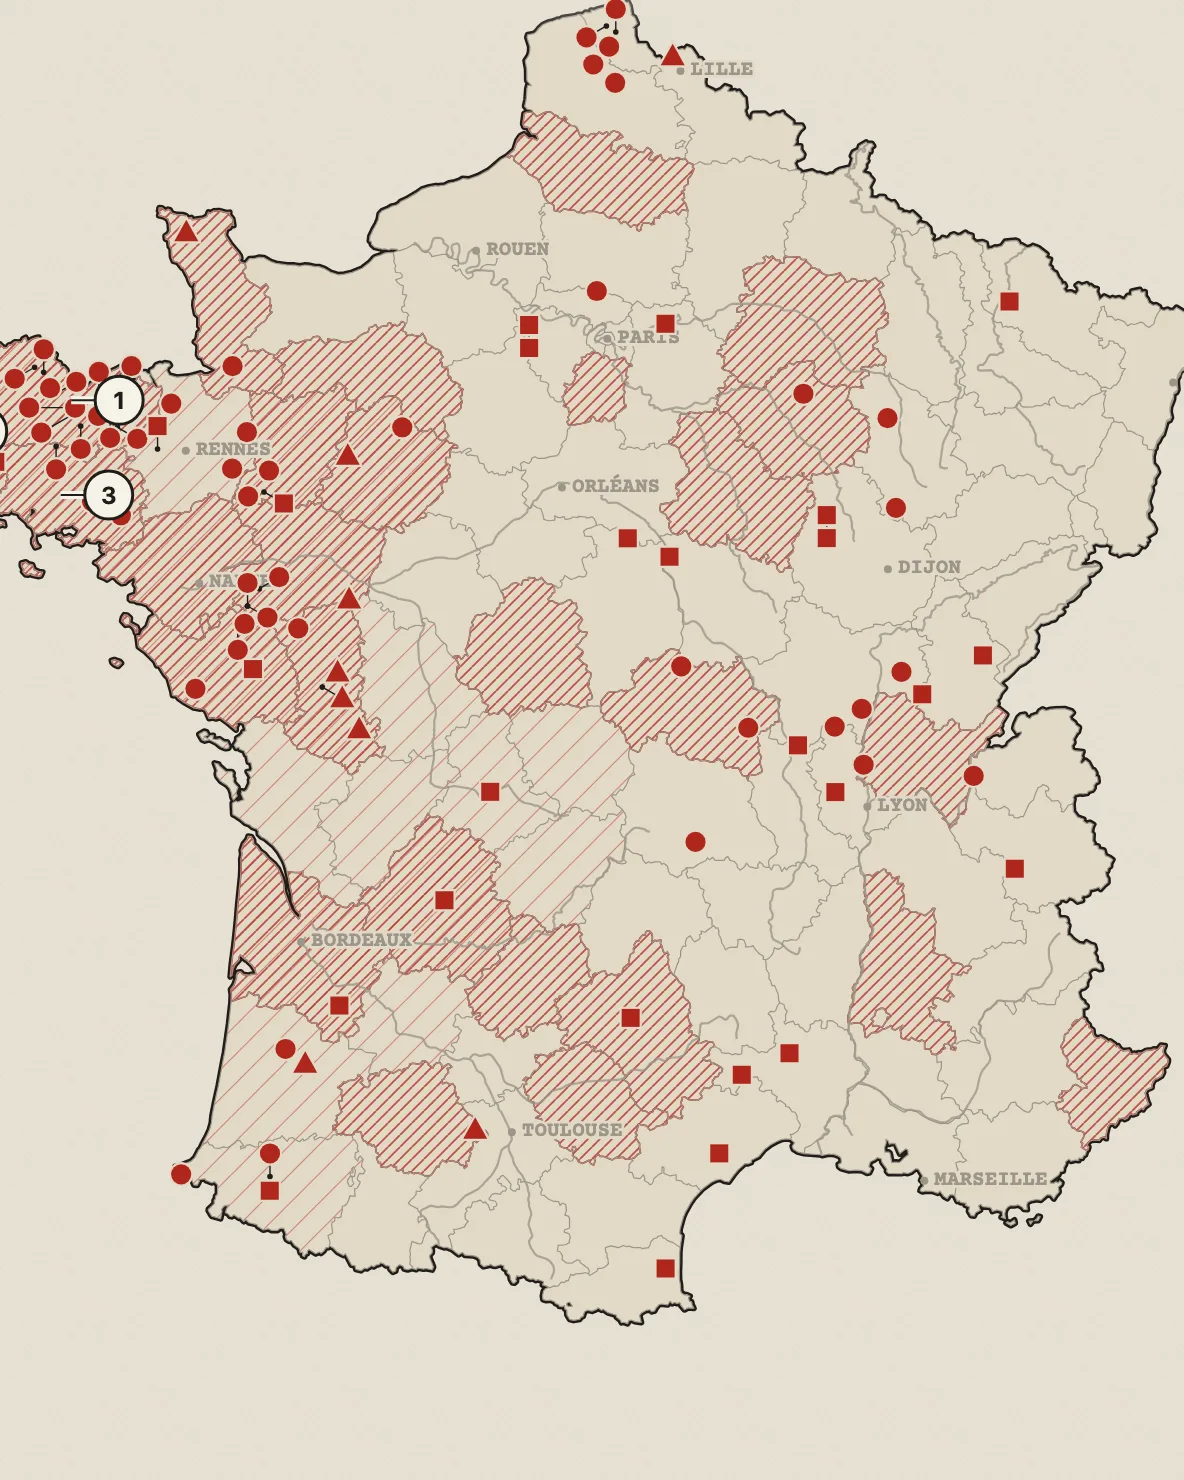 LILLE
ROUEN
PARIS
1
RENNES
ORLÉANS
3
DIJON
LYON
BORDEAUX
TOULOUSE
MARSEILLE